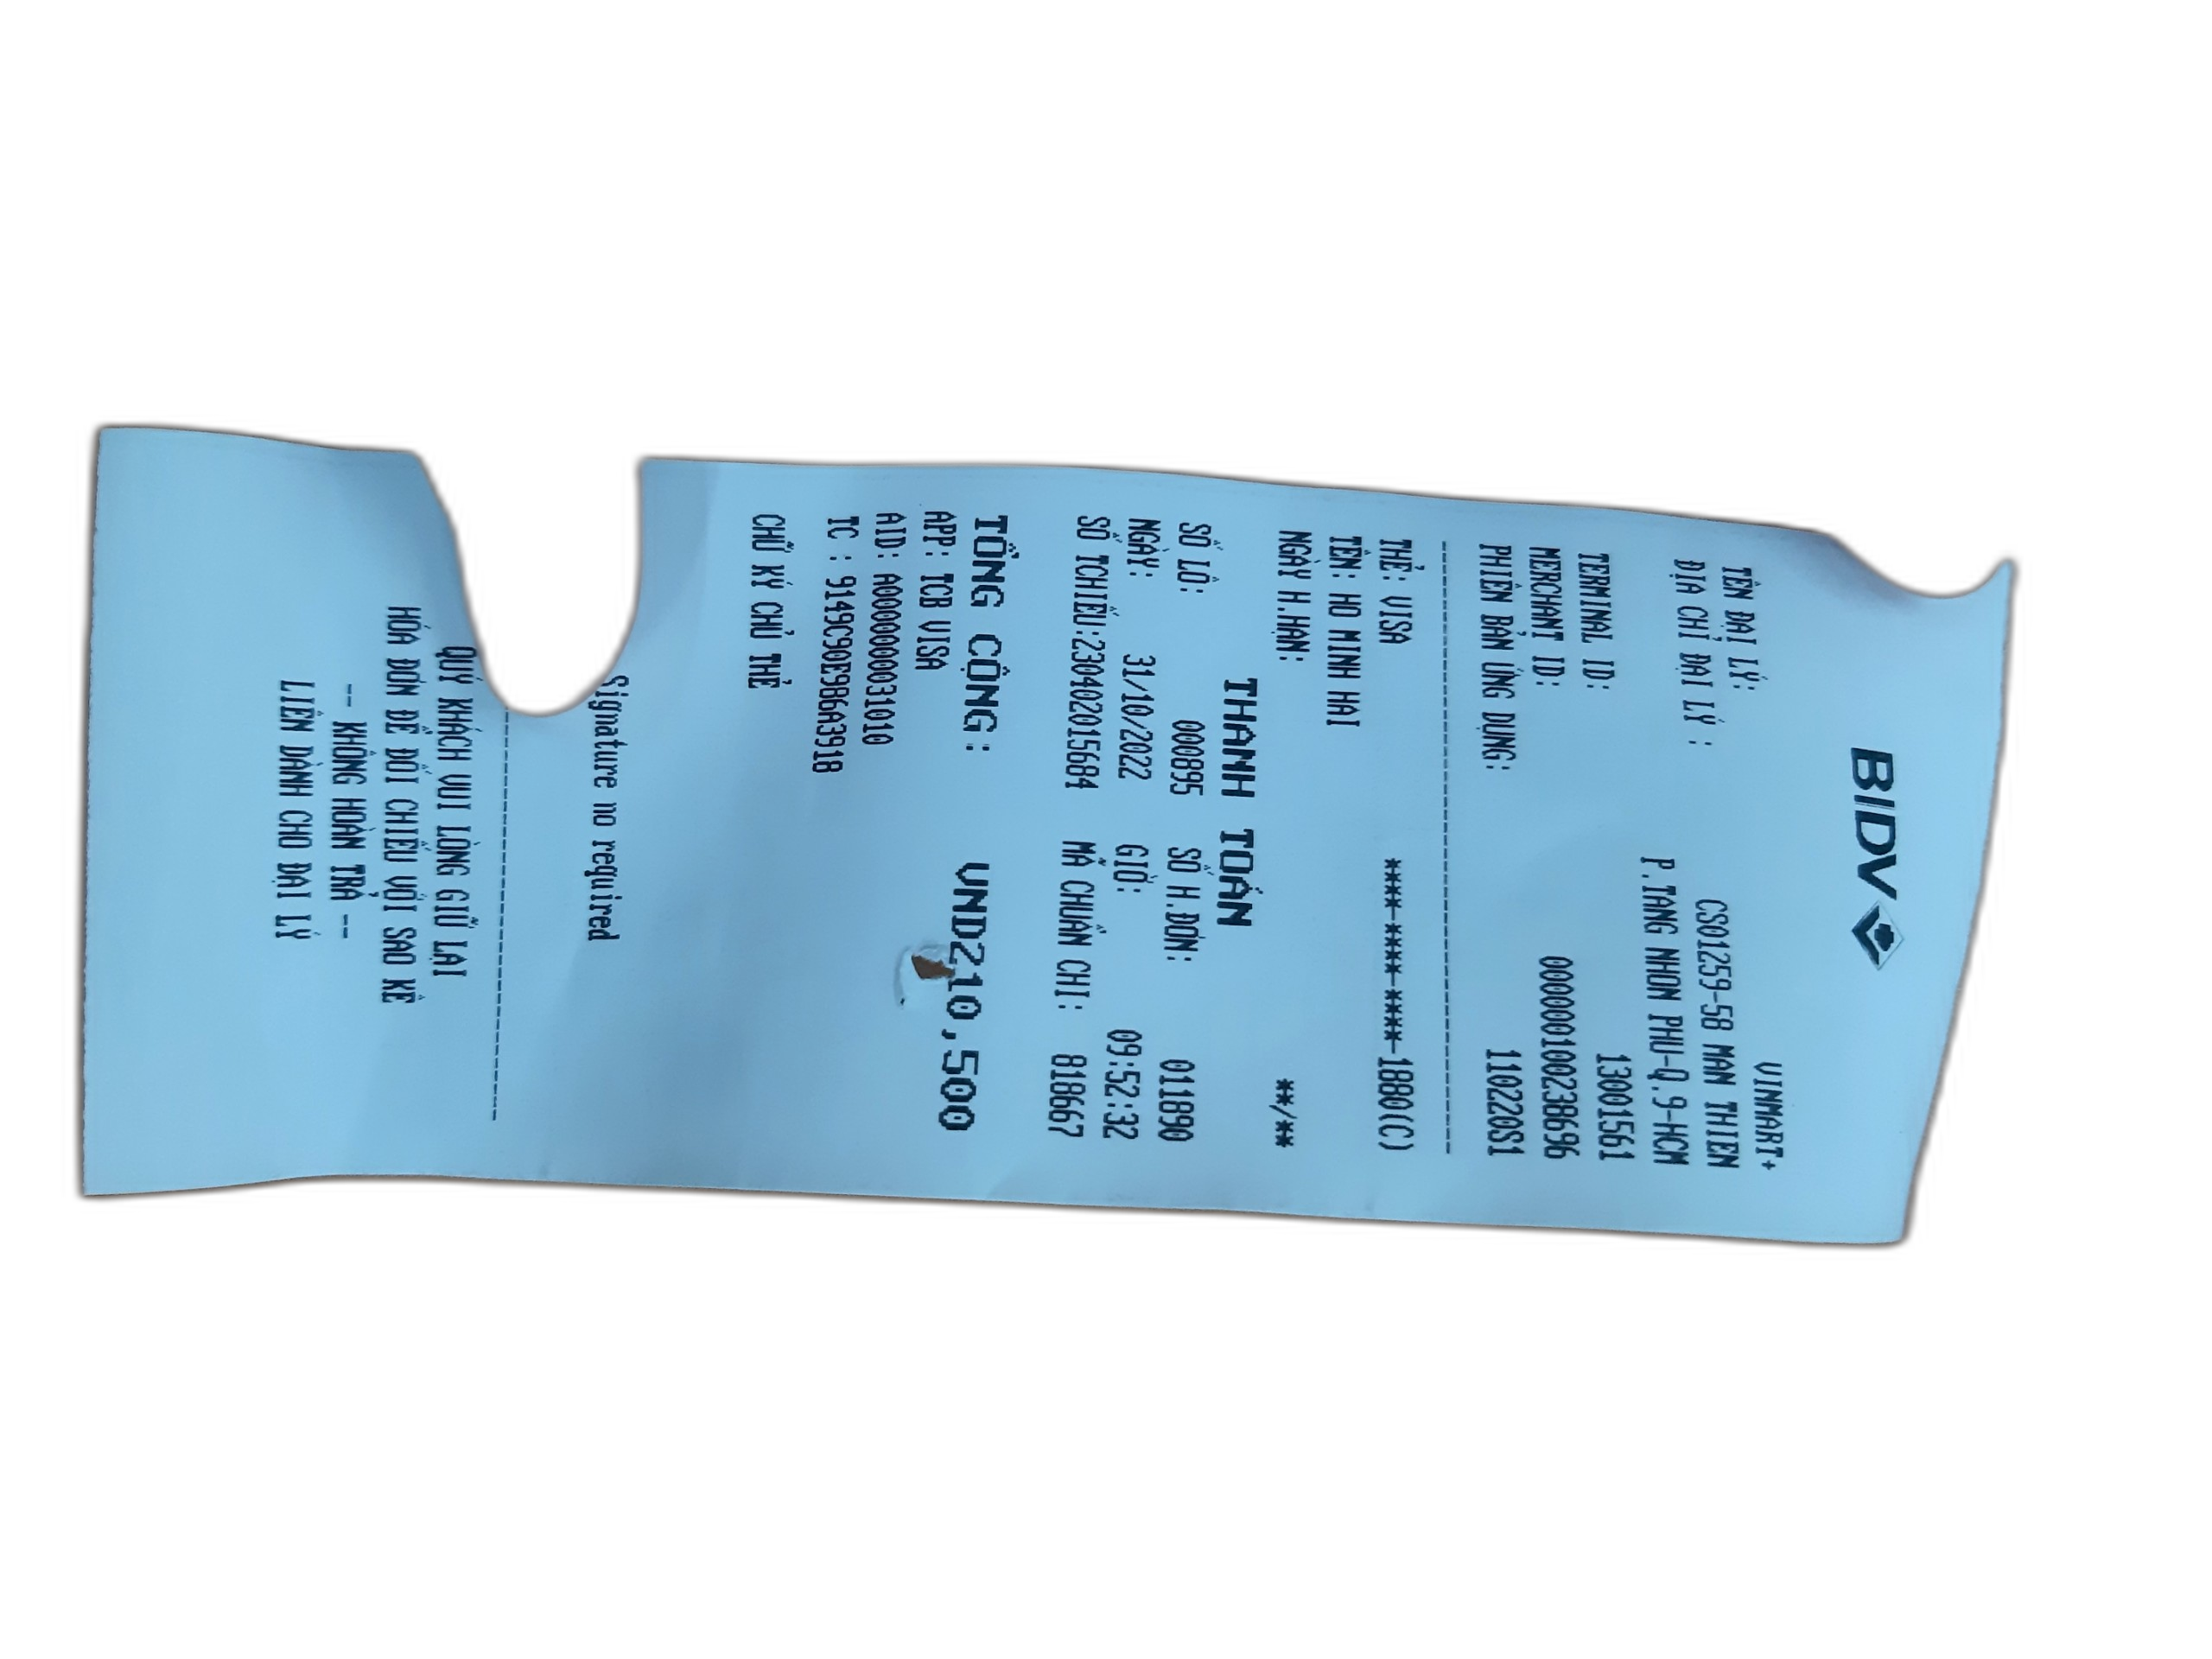 BIDV
TÊN ĐẠI LÝ: VINMART+
ĐỊA CHỈ ĐẠI LÝ : CS01259-58 MAN THIEN
P.TANG NHON PHU-Q.9-HCM
TERMINAL ID: 13001561
MERCHANT ID: 000000100238696
PHIÊN BẢN ỨNG DỤNG: 110220S1
THẺ: VISA ****-****-****-1880(C)
TÊN: HO MINH HAI
NGÀY H.HẠN: **/**
THANH TOÁN
SỐ LÔ: 000895 SỐ H.ĐƠN: 011890
NGÀY: 31/10/2022 GIỜ: 09:52:32
SỐ TCHIẾU:230402015684 MÃ CHUẨN CHI: 818667
TỔNG CỘNG: VND210,500
APP: TCB VISA
AID: A0000000031010
TC : 9149C90E9B6A3918
CHỮ KÝ CHỦ THẺ
Signature no required
QUÝ KHÁCH VUI LÒNG GIỮ LẠI
HÓA ĐƠN ĐỂ ĐỐI CHIẾU VỚI SAO KÊ
-- KHÔNG HOÀN TRẢ --
LIÊN DÀNH CHO ĐẠI LÝ